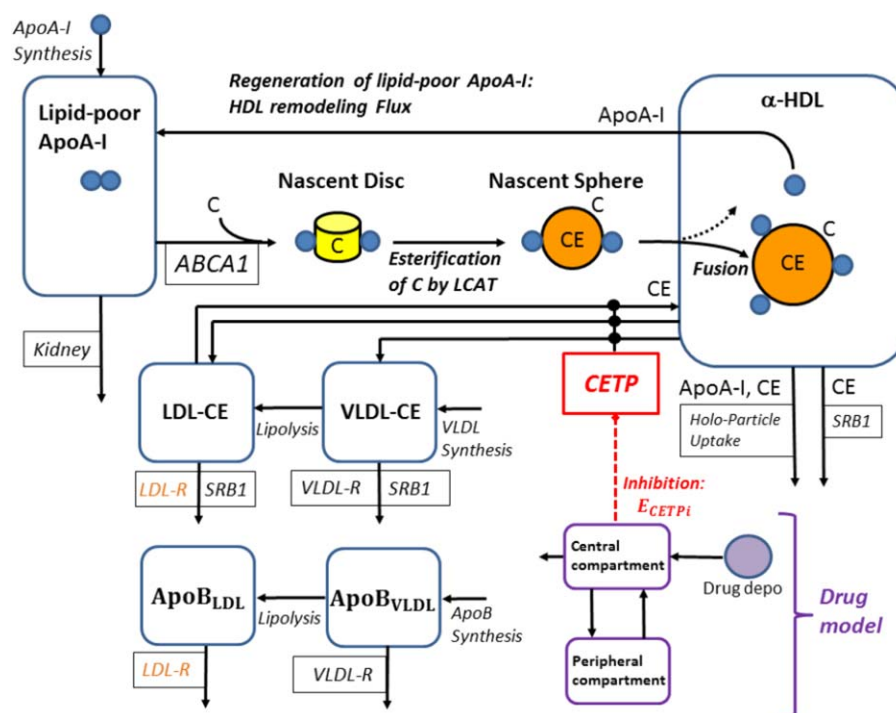 ApoA-I
Synthesis
Lipid-poor
ApoA-I
Regeneration of lipid-poor ApoA-I:
HDL remodeling Flux
ApoA-I
α-HDL
C
ABCA1
Nascent Disc
C
Esterification
of C by LCAT
Nascent Sphere
C
CE
Fusion
C
CE
CE
Kidney
CETP
ApoA-I, CE
Holo-Particle
Uptake
CE
SRB1
LDL-CE
Lipolysis
VLDL-CE
VLDL
Synthesis
LDL-R
SRB1
VLDL-R
SRB1
Inhibition:
E_CETPi
ApoB_LDL
Lipolysis
ApoB_VLDL
ApoB
Synthesis
LDL-R
VLDL-R
Central
compartment
Drug depo
Peripheral
compartment
Drug
model